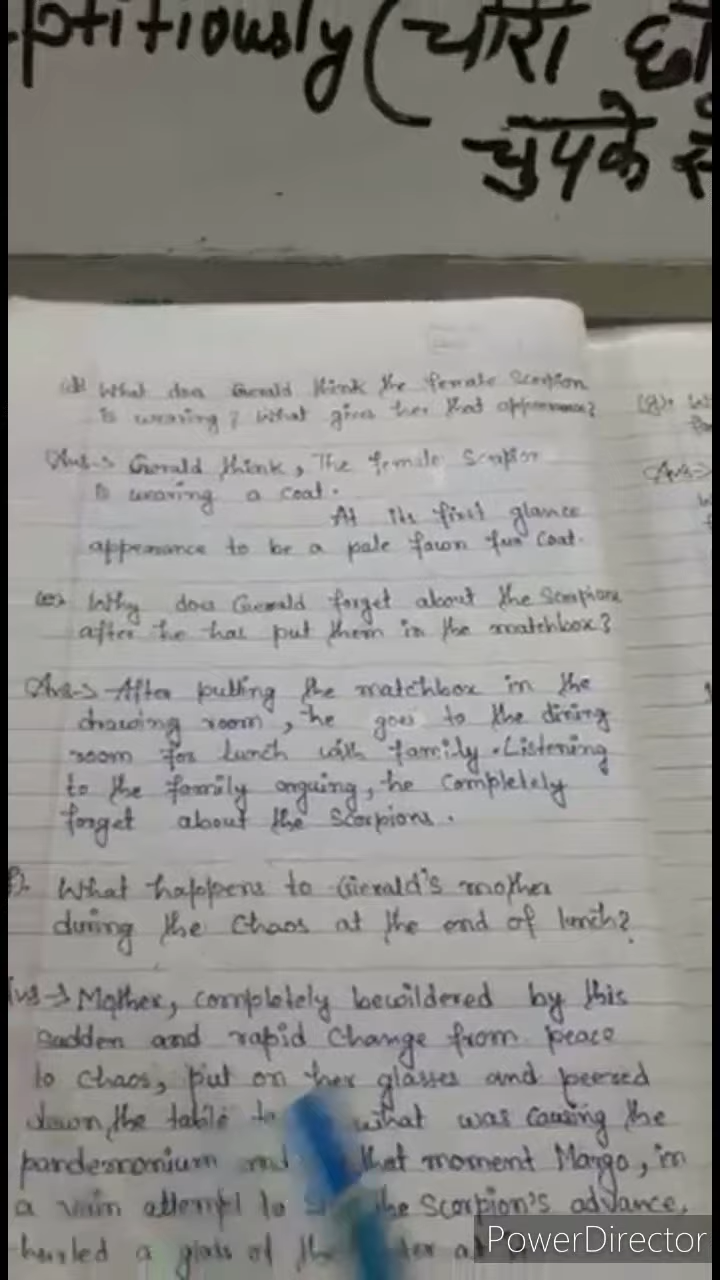 ptitiously (चारा छो
चुपके से
(d) What does Gerald think the female scorpion
is wearing? What gives her that appearance?
Ans-> Gerald think, The female scorpion
is wearing a coat.
At its first glance
appearance to be a pale fawn fur coat.
(e) Why does Gerald forget about the Scorpions
after he has put them in the matchbox?
Ans-> After putting the matchbox in the
drawing room, he goes to the dining
room for lunch with family. Listening
to the family arguing, he completely
forget about the Scorpions.
f). What happens to Gerald's mother
during the chaos at the end of lunch?
Ans-> Mother, completely bewildered by this
sudden and rapid change from peace
to chaos, put on her glasses and peered
down the table to what was causing the
pandemonium and that moment Margo, in
a vain attempt to the Scorpion's advance,
hurled a glass of
(g). W
Ans->
PowerDirector